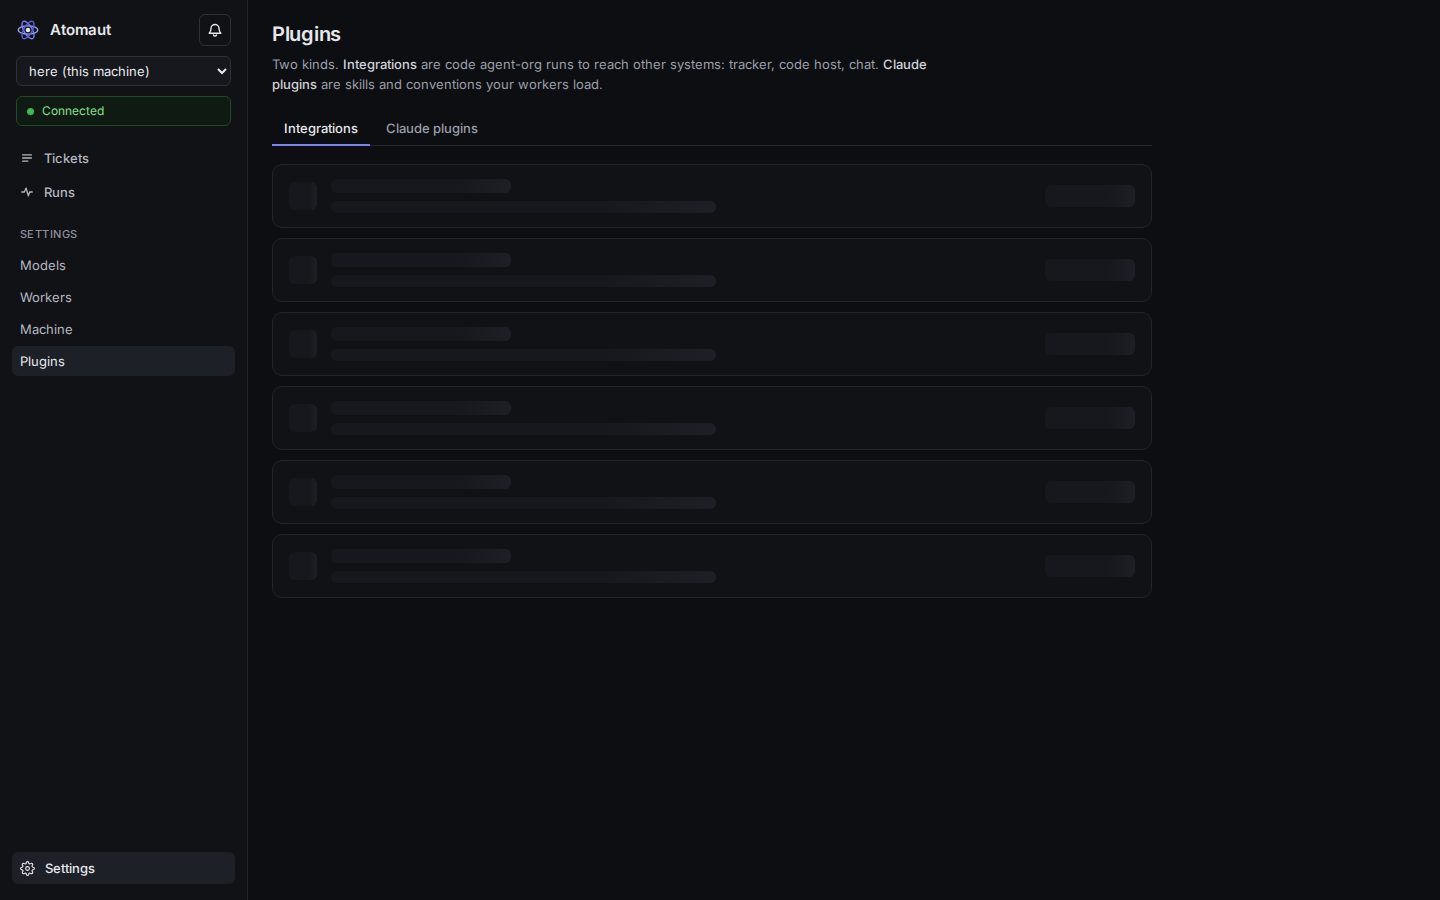 Atomaut
here (this machine)
Connected
Tickets
Runs
SETTINGS
Models
Workers
Machine
Plugins
Settings
Plugins
Two kinds. Integrations are code agent-org runs to reach other systems: tracker, code host, chat. Claude
plugins are skills and conventions your workers load.
Integrations Claude plugins